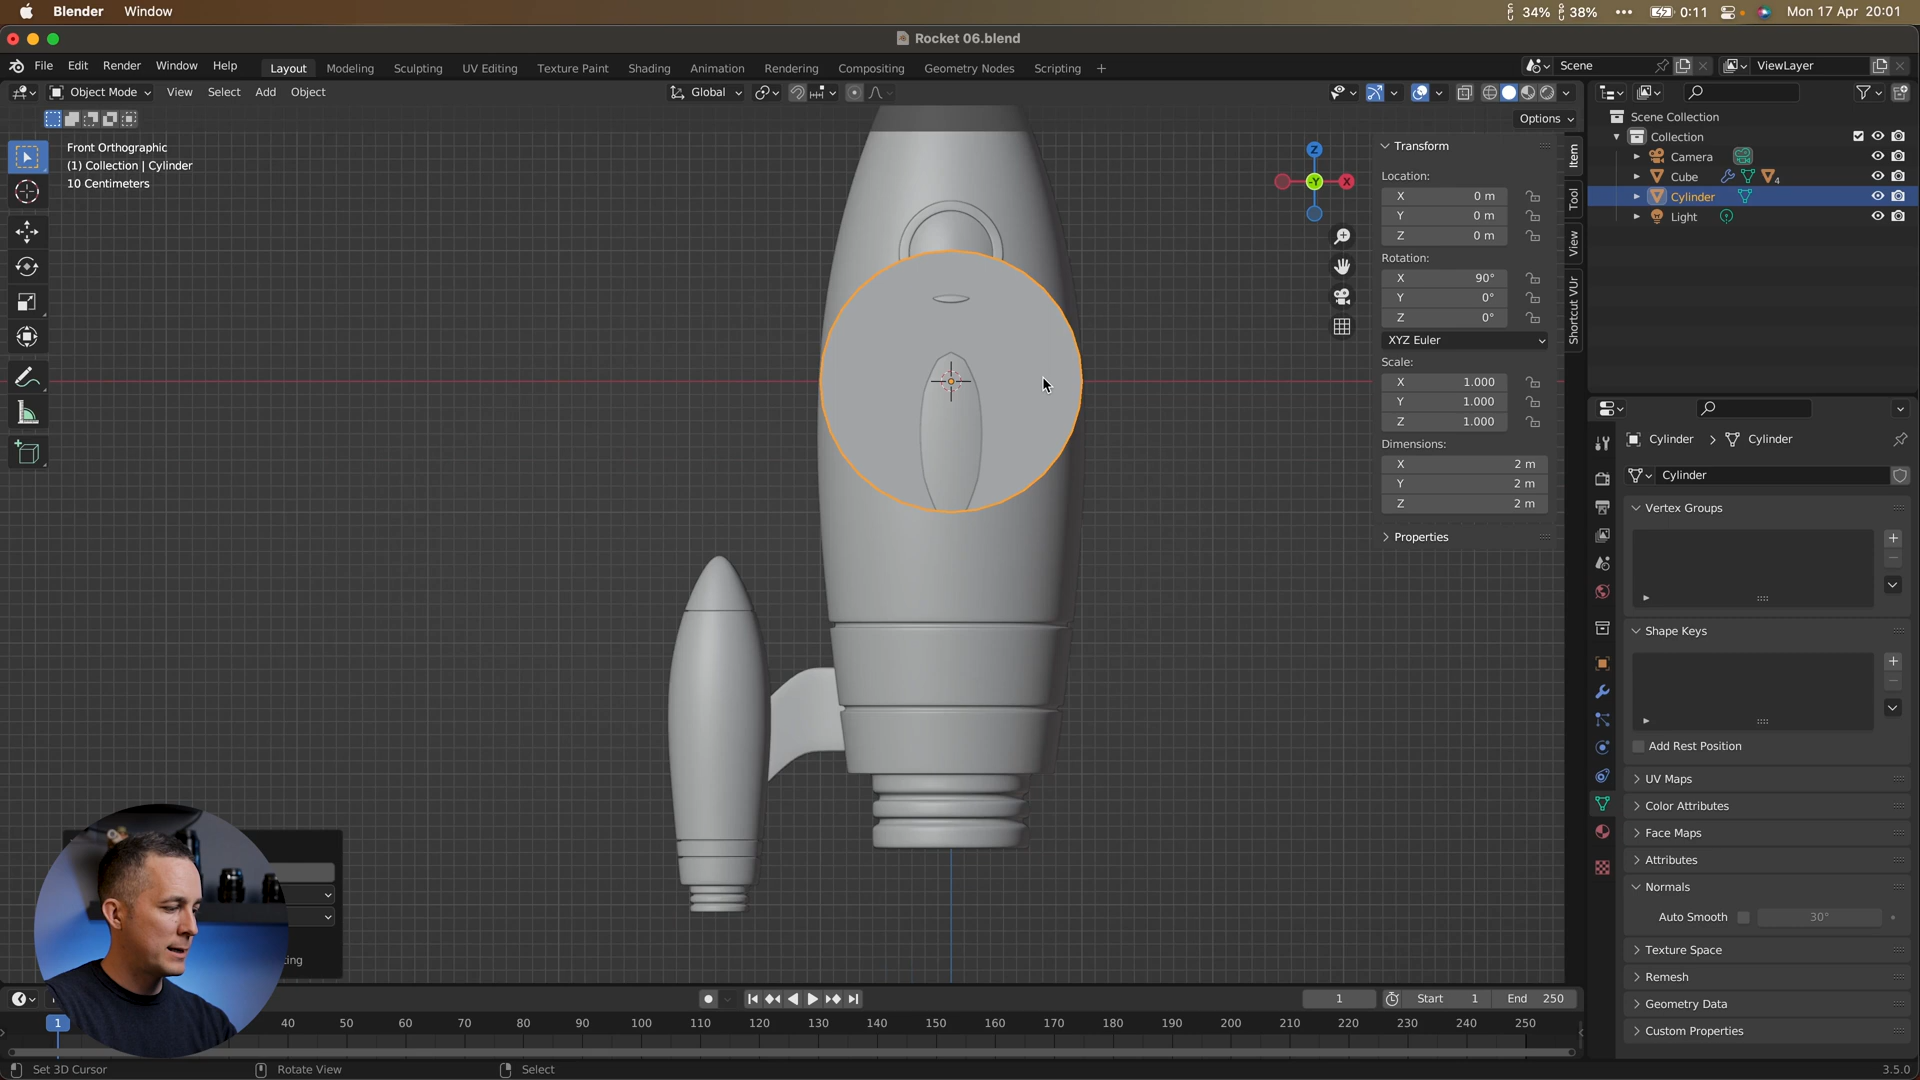 Blender Window
34% 38% ••• 0:11 Mon 17 Apr 20:01
Rocket 06.blend
File Edit Render Window Help
Layout Modeling Sculpting UV Editing Texture Paint Shading Animation Rendering Compositing Geometry Nodes Scripting +
Scene ViewLayer
Object Mode View Select Add Object
Global
Options
Front Orthographic
(1) Collection | Cylinder
10 Centimeters
Z
-Y X
Transform
Location:
X 0 m
Y 0 m
Z 0 m
Rotation:
X 90°
Y 0°
Z 0°
XYZ Euler
Scale:
X 1.000
Y 1.000
Z 1.000
Dimensions:
X 2 m
Y 2 m
Z 2 m
Properties
Item
Tool
View
Shortcut VUr
Scene Collection
Collection
Camera
Cube 4
Cylinder
Light
Cylinder > Cylinder
Cylinder
Vertex Groups
Shape Keys
Add Rest Position
UV Maps
Color Attributes
Face Maps
Attributes
Normals
Auto Smooth 30°
Texture Space
Remesh
Geometry Data
Custom Properties
1 Start 1 End 250
1 40 50 60 70 80 90 100 110 120 130 140 150 160 170 180 190 200 210 220 230 240 250
Set 3D Cursor Rotate View Select 3.5.0